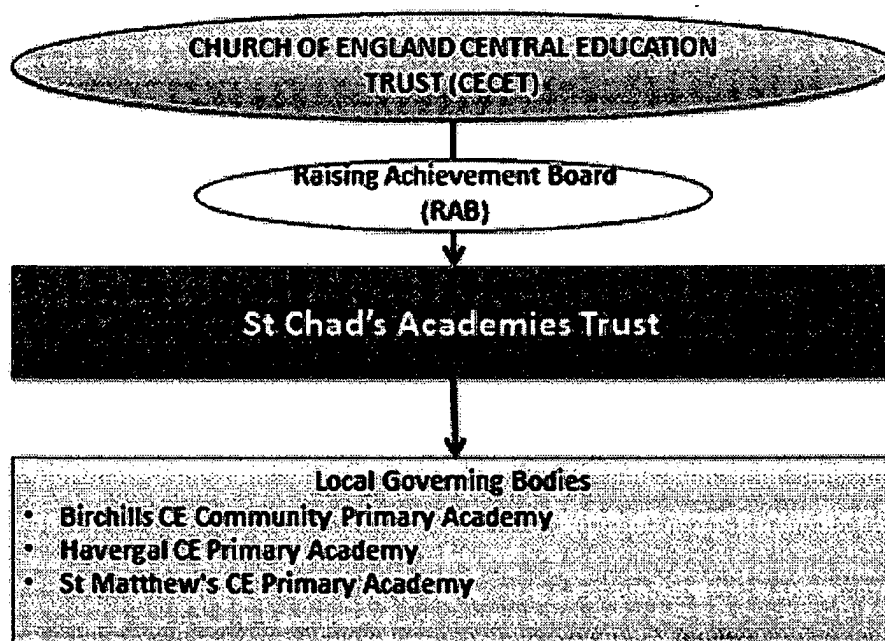 CHURCH OF ENGLAND CENTRAL EDUCATION
TRUST (CECET)
Raising Achievement Board
(RAB)
St Chad's Academies Trust
Local Governing Bodies
• Birchills CE Community Primary Academy
• Havergal CE Primary Academy
• St Matthew's CE Primary Academy